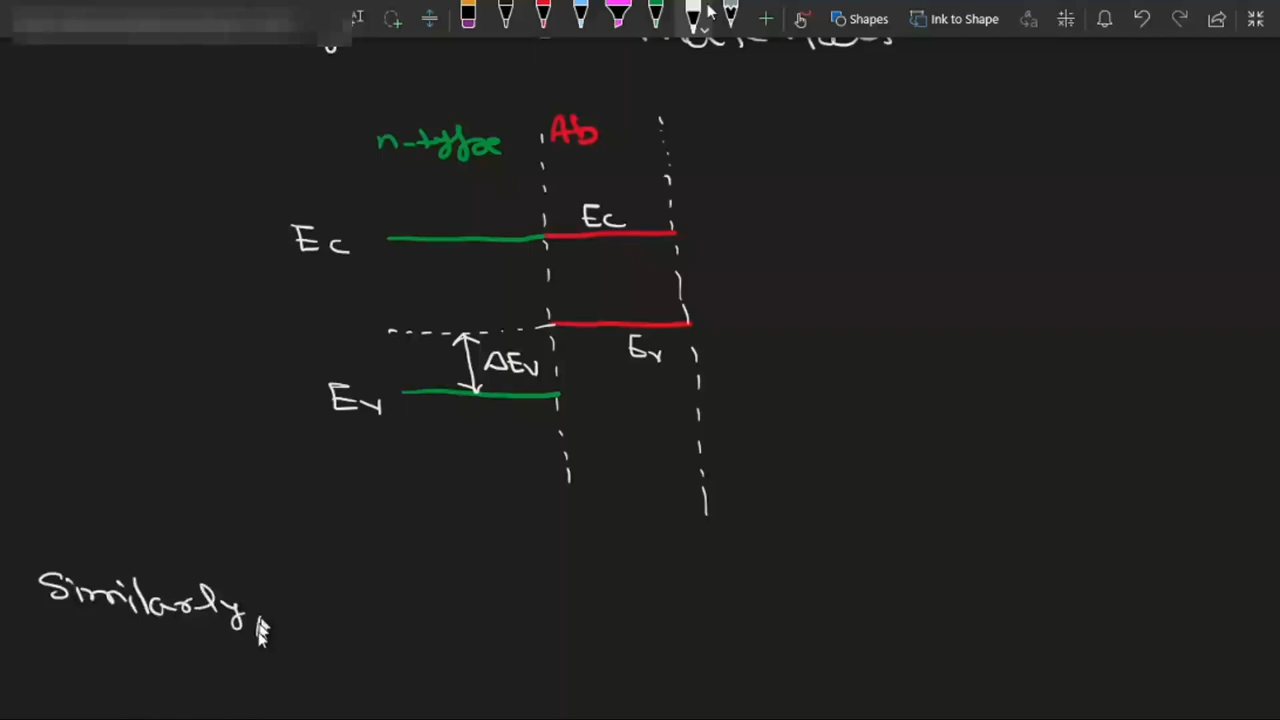 Shapes
Ink to Shape
n-type
Ab
Ec
Ec
ΔEv
Ev
Ev
Similarly,